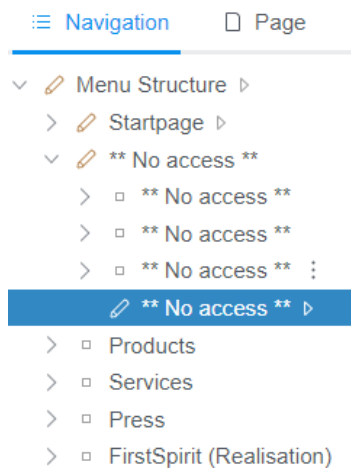 Navigation Page
Menu Structure
Startpage
** No access **
** No access **
** No access **
** No access **
** No access **
Products
Services
Press
FirstSpirit (Realisation)